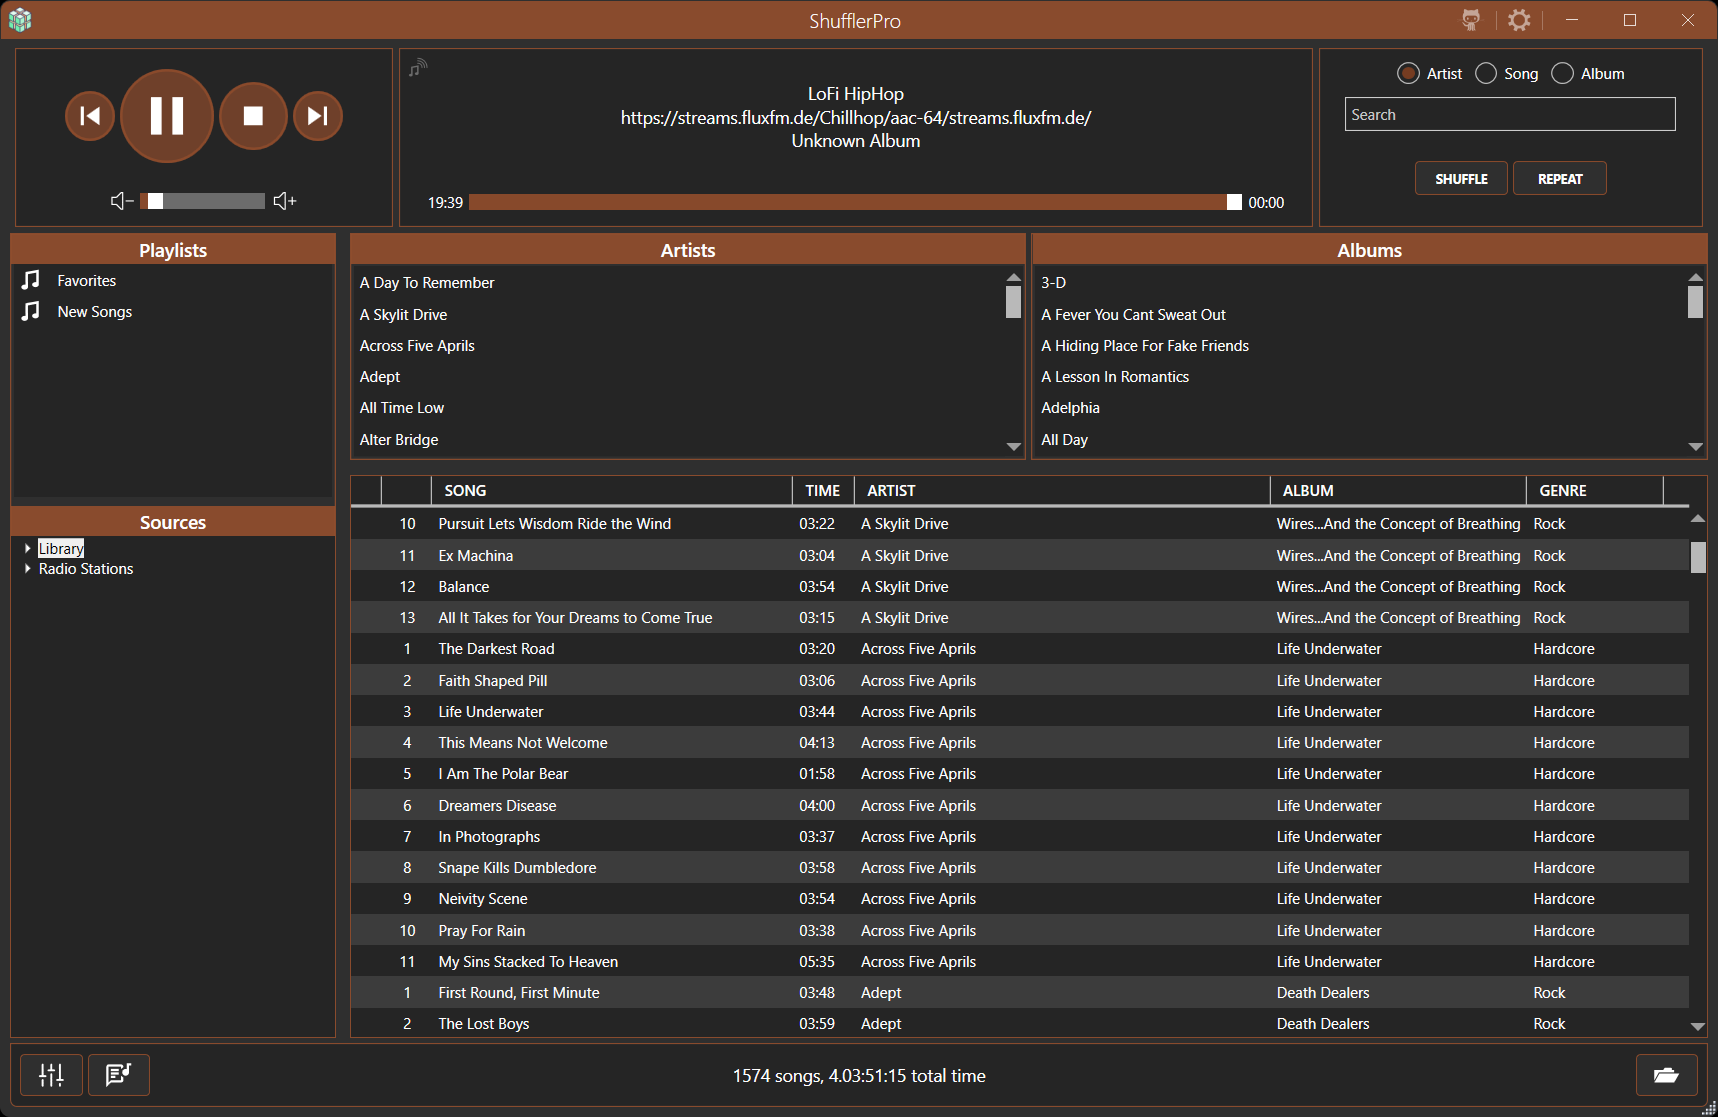 ShufflerPro
LoFi HipHop
https://streams.fluxfm.de/Chillhop/aac-64/streams.fluxfm.de/
Unknown Album
19:39 00:00
Artist Song Album
Search
SHUFFLE REPEAT
Playlists
Favorites
New Songs
Artists
A Day To Remember
A Skylit Drive
Across Five Aprils
Adept
All Time Low
Alter Bridge
Albums
3-D
A Fever You Cant Sweat Out
A Hiding Place For Fake Friends
A Lesson In Romantics
Adelphia
All Day
Sources
Library
Radio Stations
SONG TIME ARTIST ALBUM GENRE
10 Pursuit Lets Wisdom Ride the Wind 03:22 A Skylit Drive Wires...And the Concept of Breathing Rock
11 Ex Machina 03:04 A Skylit Drive Wires...And the Concept of Breathing Rock
12 Balance 03:54 A Skylit Drive Wires...And the Concept of Breathing Rock
13 All It Takes for Your Dreams to Come True 03:15 A Skylit Drive Wires...And the Concept of Breathing Rock
1 The Darkest Road 03:20 Across Five Aprils Life Underwater Hardcore
2 Faith Shaped Pill 03:06 Across Five Aprils Life Underwater Hardcore
3 Life Underwater 03:44 Across Five Aprils Life Underwater Hardcore
4 This Means Not Welcome 04:13 Across Five Aprils Life Underwater Hardcore
5 I Am The Polar Bear 01:58 Across Five Aprils Life Underwater Hardcore
6 Dreamers Disease 04:00 Across Five Aprils Life Underwater Hardcore
7 In Photographs 03:37 Across Five Aprils Life Underwater Hardcore
8 Snape Kills Dumbledore 03:58 Across Five Aprils Life Underwater Hardcore
9 Neivity Scene 03:54 Across Five Aprils Life Underwater Hardcore
10 Pray For Rain 03:38 Across Five Aprils Life Underwater Hardcore
11 My Sins Stacked To Heaven 05:35 Across Five Aprils Life Underwater Hardcore
1 First Round, First Minute 03:48 Adept Death Dealers Rock
2 The Lost Boys 03:59 Adept Death Dealers Rock
1574 songs, 4.03:51:15 total time